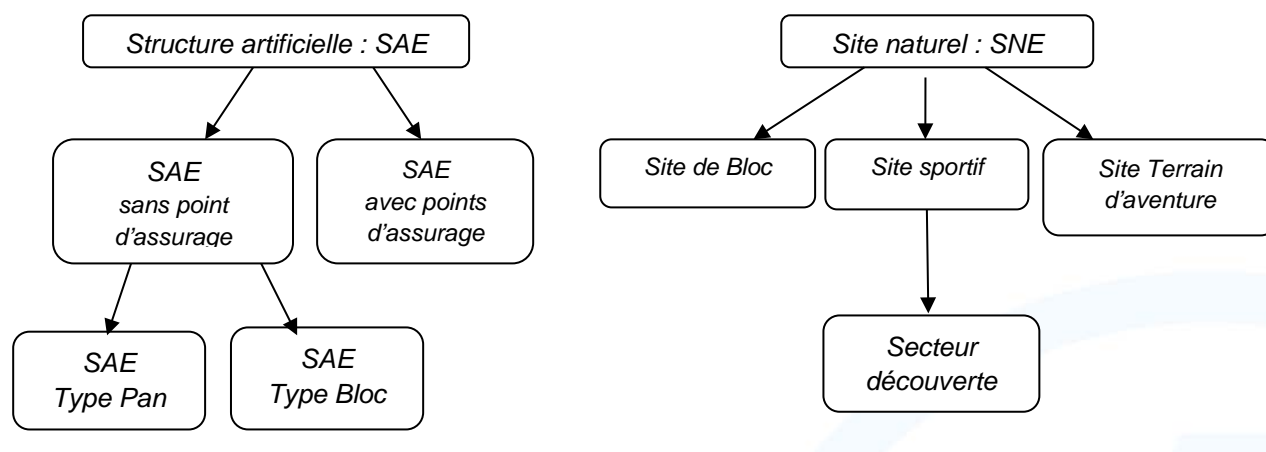 Structure artificielle : SAE
SAE
sans point
d'assurage
SAE
avec points
d'assurage
SAE
Type Pan
SAE
Type Bloc
Site naturel : SNE
Site de Bloc
Site sportif
Site Terrain
d'aventure
Secteur
découverte